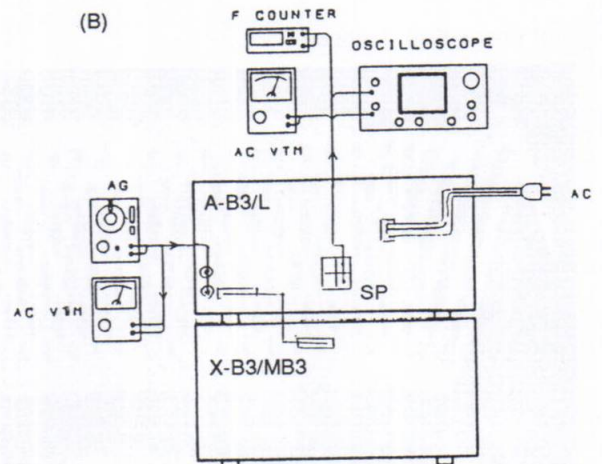 (B)
F COUNTER
OSCILLOSCOPE
AC VTM
AG
A-B3/L
AC
SP
AC VTM
X-B3/MB3